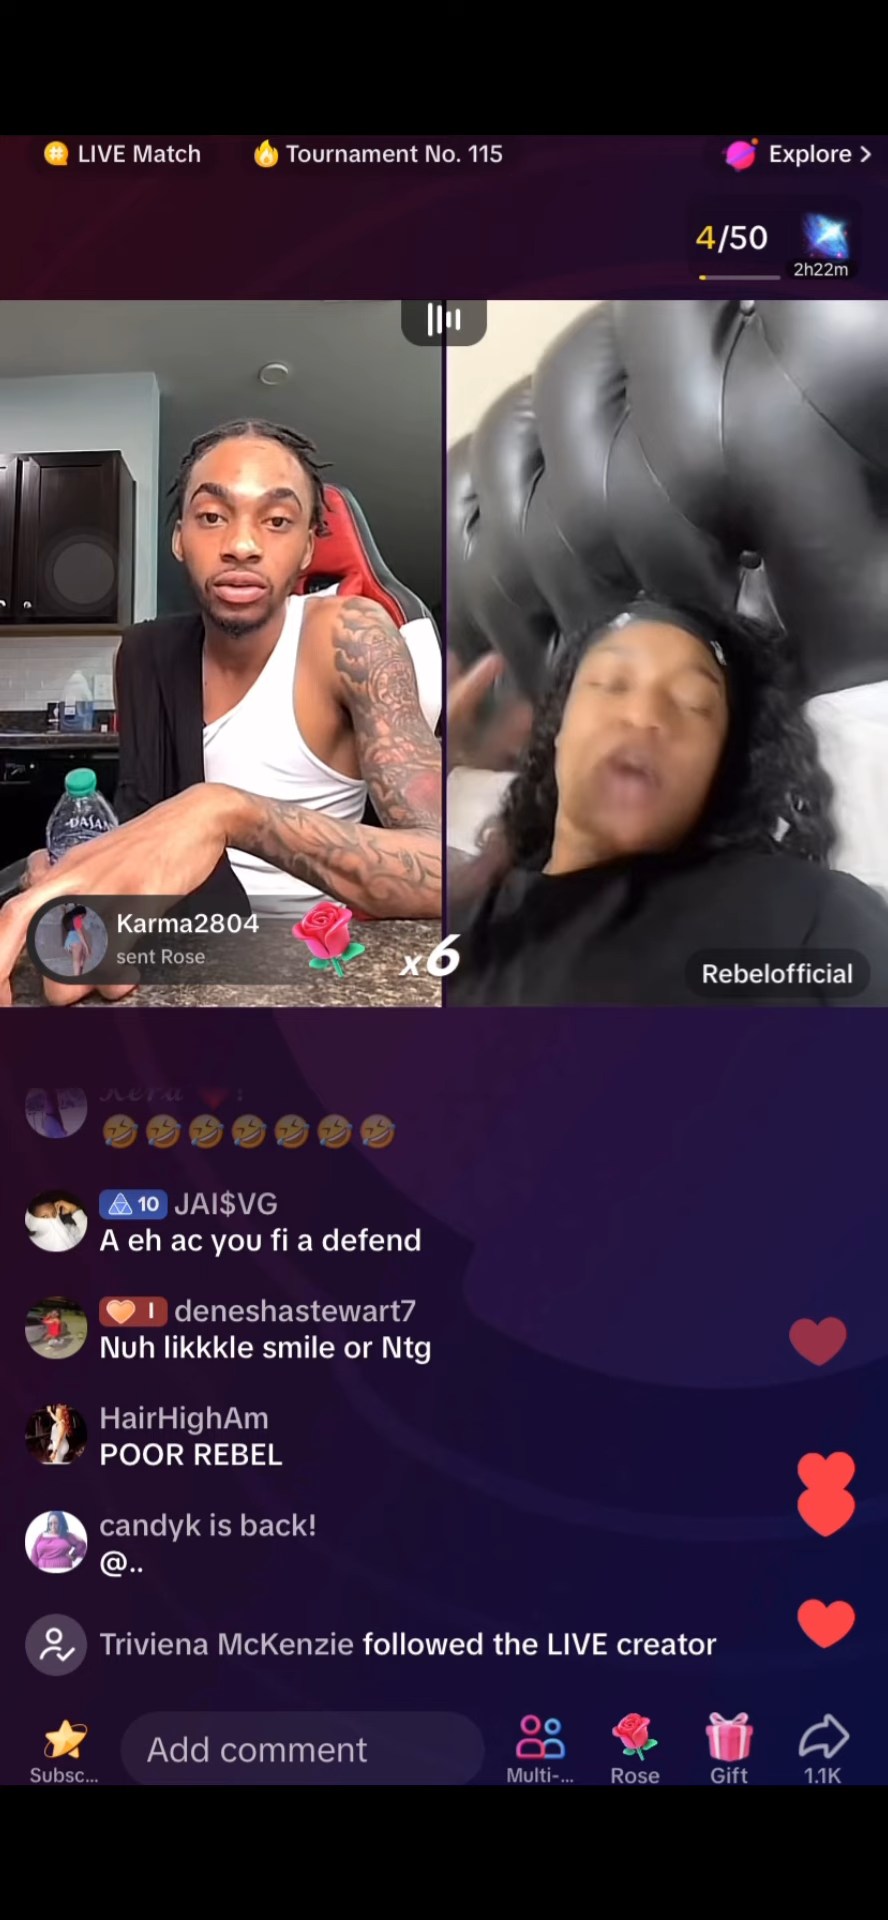 LIVE Match
Tournament No. 115
Explore >
4/50
2h22m
DASANI
Karma2804
sent Rose
x6
Rebelofficial
10 JAI$VG
A eh ac you fi a defend
I deneshastewart7
Nuh likkkle smile or Ntg
HairHighAm
POOR REBEL
candyk is back!
@..
Triviena McKenzie followed the LIVE creator
Subsc...
Add comment
Multi-...
Rose
Gift
1.1K